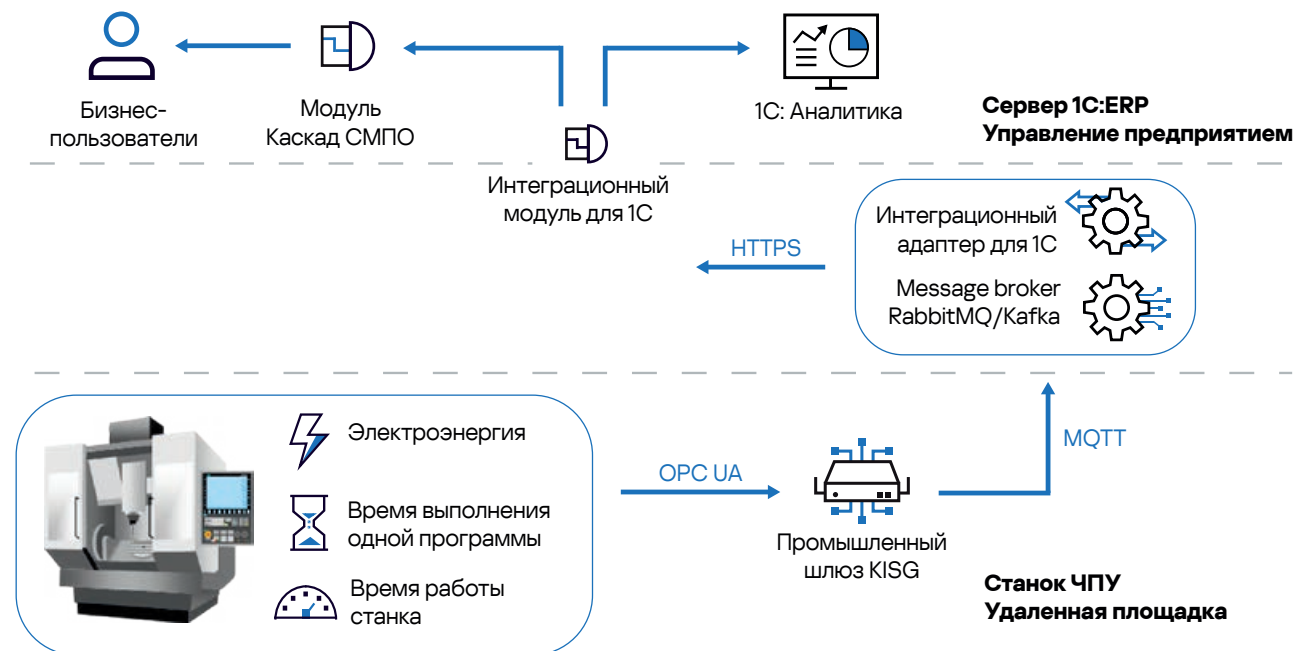 Бизнес-
пользователи
Модуль
Каскад СМПО
1С: Аналитика
Сервер 1С:ERP
Управление предприятием
Интеграционный
модуль для 1С
HTTPS
Интеграционный
адаптер для 1С
Message broker
RabbitMQ/Kafka
Электроэнергия
Время выполнения
одной программы
Время работы
станка
OPC UA
MQTT
Промышленный
шлюз KISG
Станок ЧПУ
Удаленная площадка